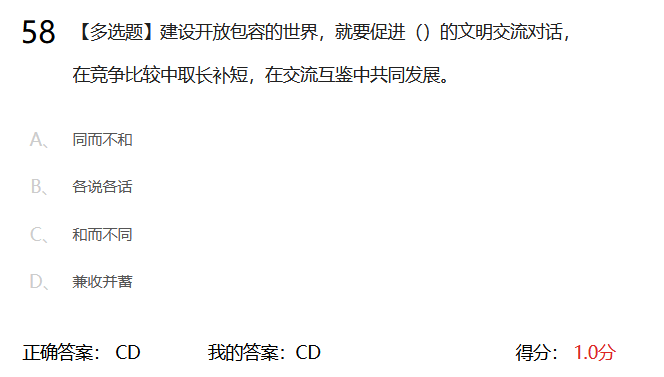 58 【多选题】建设开放包容的世界，就要促进（）的文明交流对话，
在竞争比较中取长补短，在交流互鉴中共同发展。
A、 同而不和
B、 各说各话
C、 和而不同
D、 兼收并蓄
正确答案： CD 我的答案：CD 得分： 1.0分